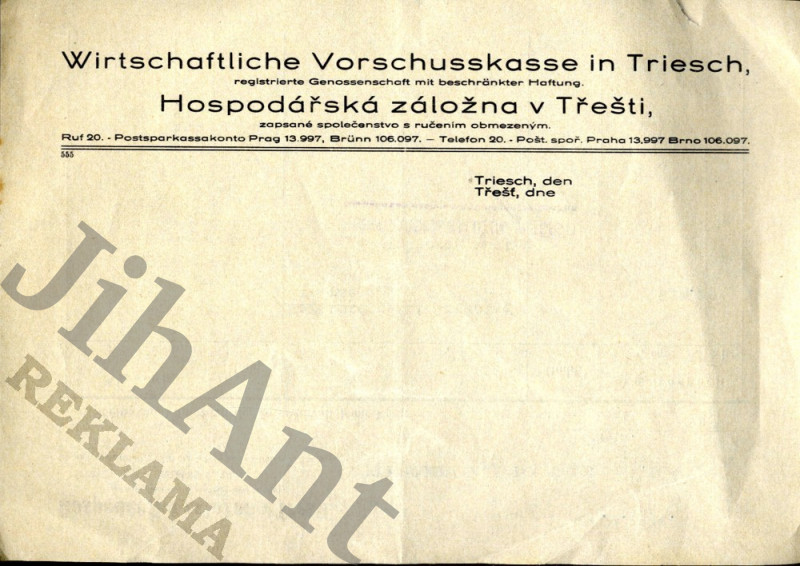 Wirtschaftliche Vorschusskasse in Triesch,
registrierte Genossenschaft mit beschränkter Haftung.
Hospodářská záložna v Třešti,
zapsané společenstvo s ručením obmezeným.
Ruf 20. - Postsparkassakonto Prag 13.997, Brünn 106.097. — Telefon 20. - Pošt. spoř. Praha 13.997 Brno 106.097.
555
Triesch, den
Třešť, dne
JihAnt
REKLAMA